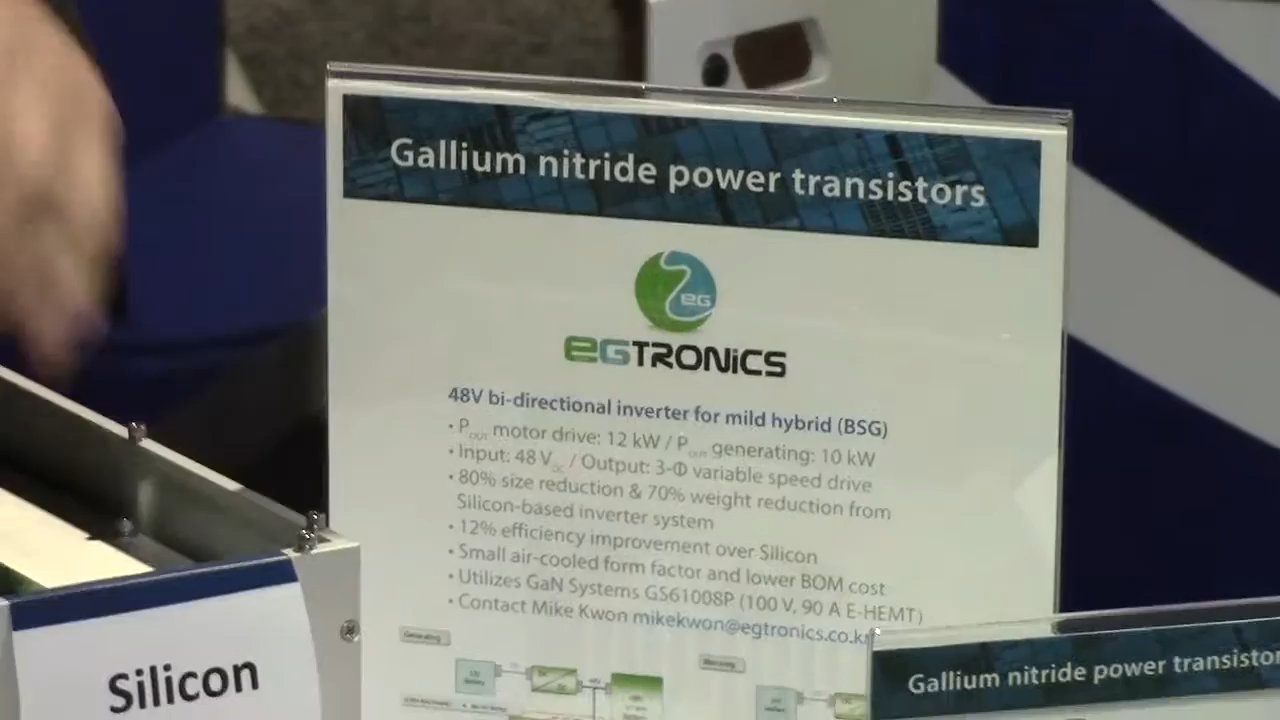 Gallium nitride power transistors
eG
eGTRONiCS
48V bi-directional inverter for mild hybrid (BSG)
• POUT motor drive: 12 kW / POUT generating: 10 kW
• Input: 48 VDC / Output: 3-Φ variable speed drive
• 80% size reduction & 70% weight reduction from
Silicon-based inverter system
• 12% efficiency improvement over Silicon
• Small air-cooled form factor and lower BOM cost
• Utilizes GaN Systems GS61008P (100 V, 90 A E-HEMT)
• Contact Mike Kwon mikekwon@egtronics.co.kr
Generating
Silicon
Gallium nitride power transistor